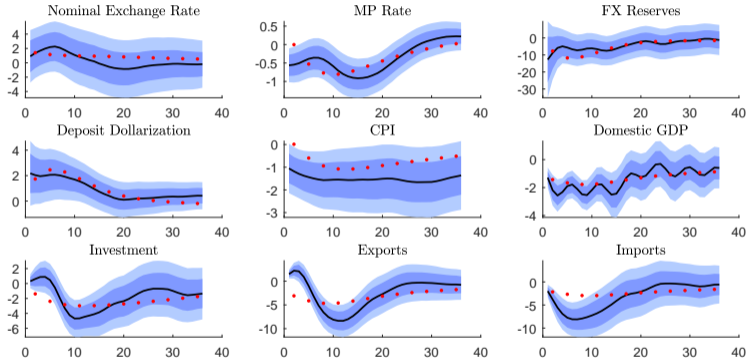 Nominal Exchange Rate
4
2
0
-2
-4
0 10 20 30 40
MP Rate
0.5
0
-0.5
-1
0 10 20 30 40
FX Reserves
0
-10
-20
-30
0 10 20 30 40
Deposit Dollarization
4
2
0
0 10 20 30 40
CPI
0
-1
-2
-3
0 10 20 30 40
Domestic GDP
0
-2
-4
0 10 20 30 40
Investment
2
0
-2
-4
-6
0 10 20 30 40
Exports
0
-5
-10
0 10 20 30 40
Imports
0
-5
-10
0 10 20 30 40